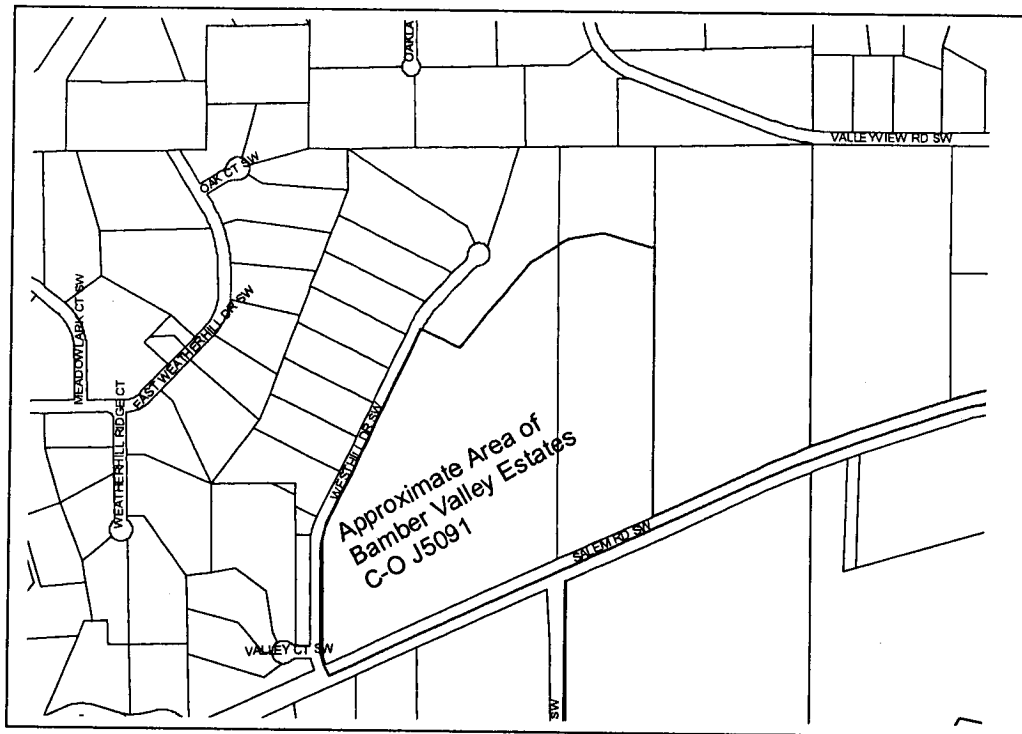 OAKLA
VALLEYVIEW RD SW
OAK CT SW
MEADOWLARK CT SW
EAST WEATHERHILL DR SW
WEATHERHILL RIDGE CT
WESTHILL DR SW
Approximate Area of
Bamber Valley Estates
C-O J5091
SALEM RD SW
VALLEY CT SW
SW